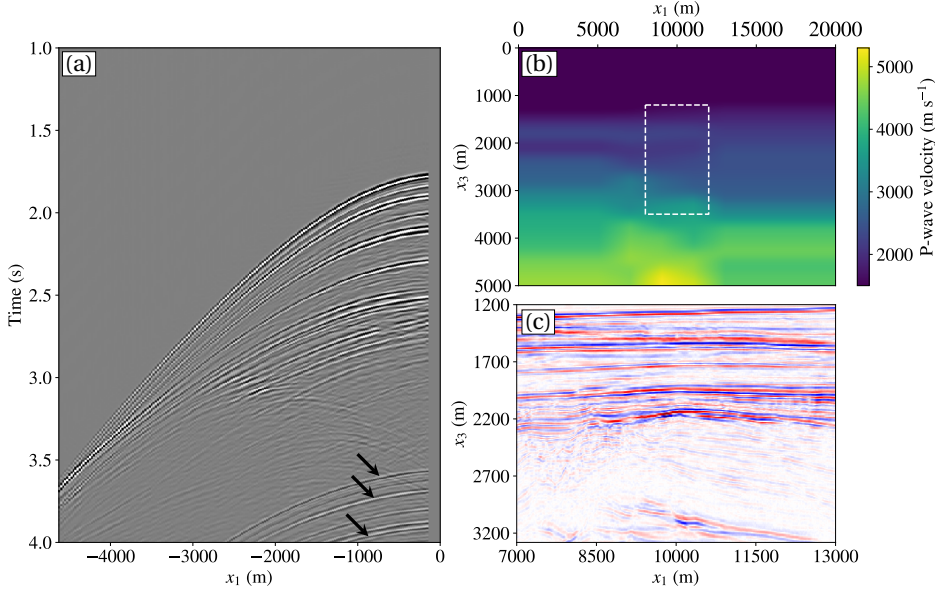 (a)
1.0
1.5
2.0
2.5
3.0
3.5
4.0
Time (s)
−4000 −3000 −2000 −1000 0
x₁ (m)
x₁ (m)
0 5000 10000 15000 20000
(b)
0
1000
2000
3000
4000
5000
x₃ (m)
5000
4000
3000
2000
P-wave velocity (m s⁻¹)
(c)
1200
1700
2200
2700
3200
x₃ (m)
7000 8500 10000 11500 13000
x₁ (m)